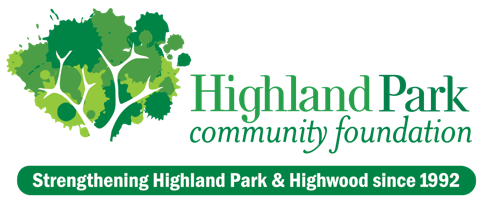 Highland Park
community foundation
Strengthening Highland Park & Highwood since 1992